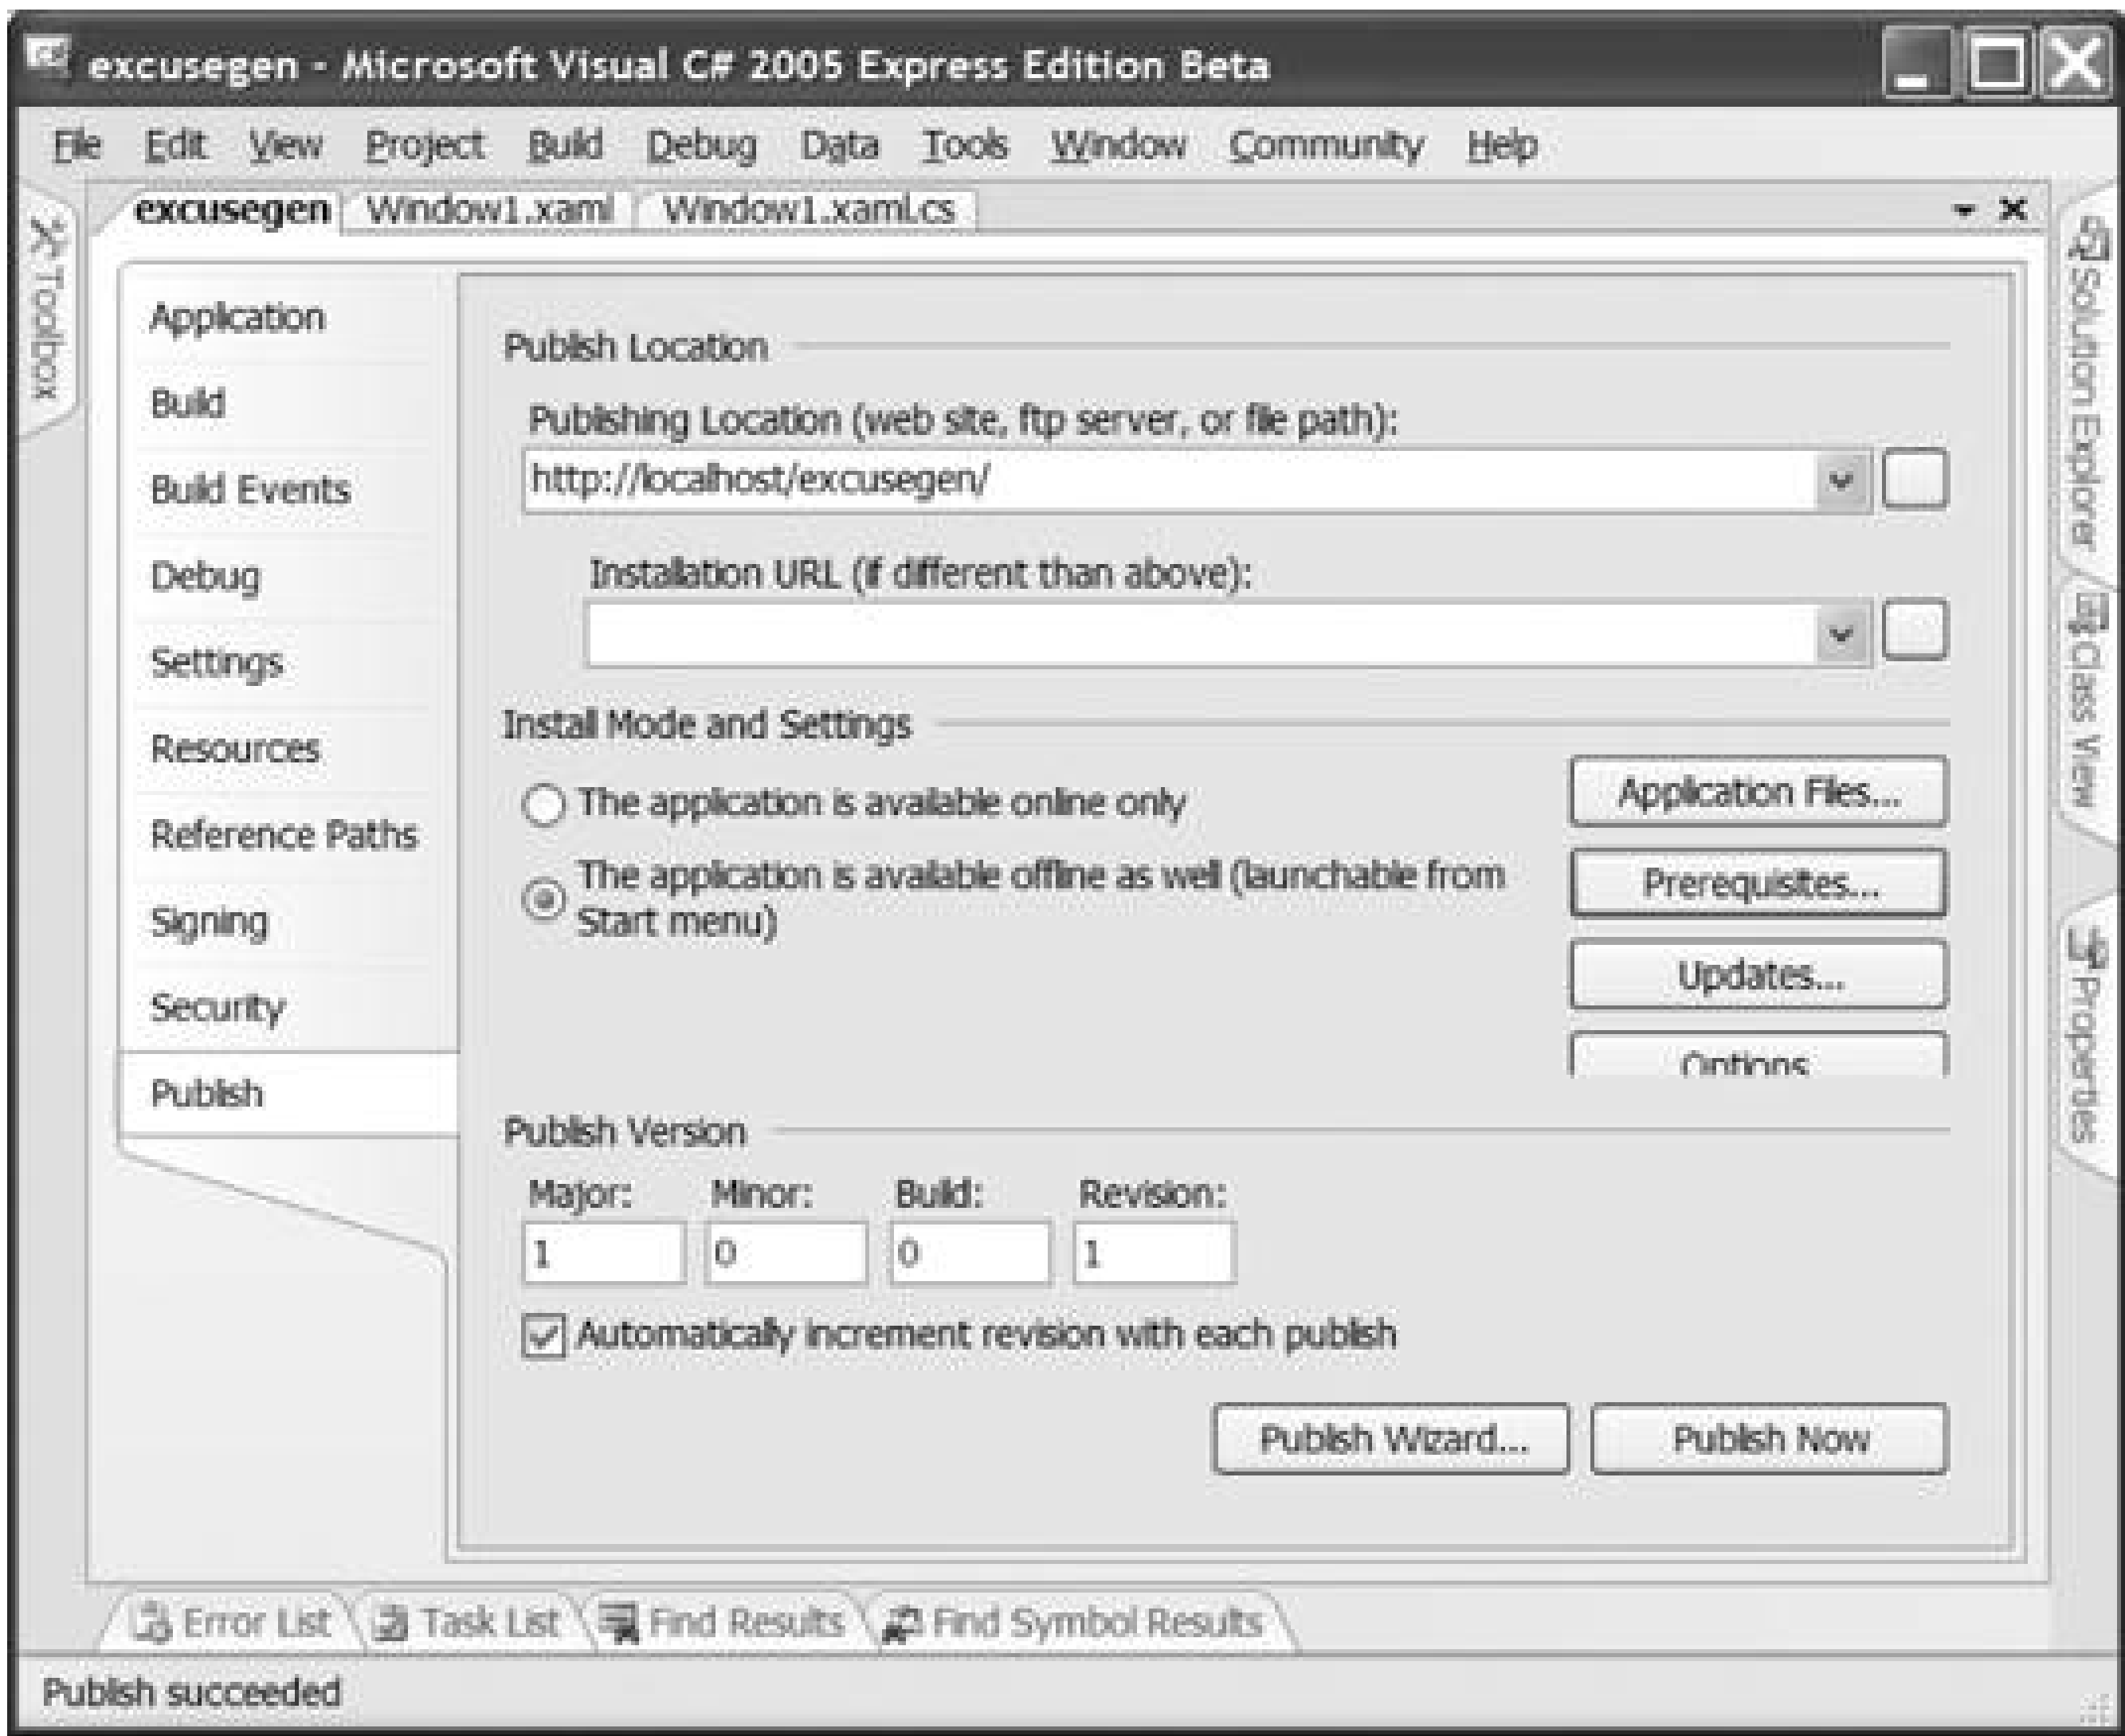 excusegen - Microsoft Visual C# 2005 Express Edition Beta
File Edit View Project Build Debug Data Tools Window Community Help
excusegen Window1.xaml Window1.xaml.cs
Toolbox
Application
Build
Build Events
Debug
Settings
Resources
Reference Paths
Signing
Security
Publish
Publish Location
Publishing Location (web site, ftp server, or file path):
http://localhost/excusegen/
Installation URL (if different than above):
Install Mode and Settings
The application is available online only
The application is available offline as well (launchable from
Start menu)
Application Files...
Prerequisites...
Updates...
Options
Publish Version
Major: Minor: Build: Revision:
1 0 0 1
Automatically increment revision with each publish
Publish Wizard... Publish Now
Solution Explorer
Class View
Properties
Error List Task List Find Results Find Symbol Results
Publish succeeded